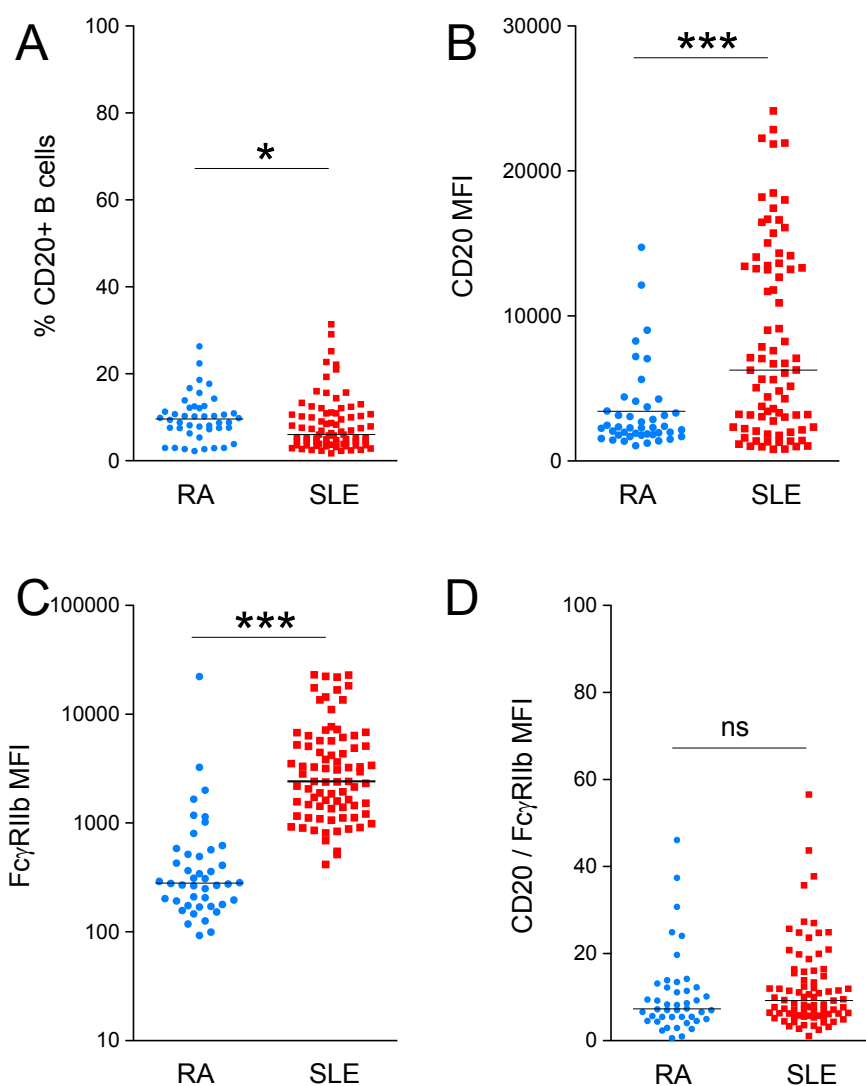 A
% CD20+ B cells
100
80
60
40
20
0
*
RA
SLE
B
CD20 MFI
30000
20000
10000
0
***
RA
SLE
C
FcγRIIb MFI
100000
10000
1000
100
10
***
RA
SLE
D
CD20 / FcγRIIb MFI
100
80
60
40
20
0
ns
RA
SLE